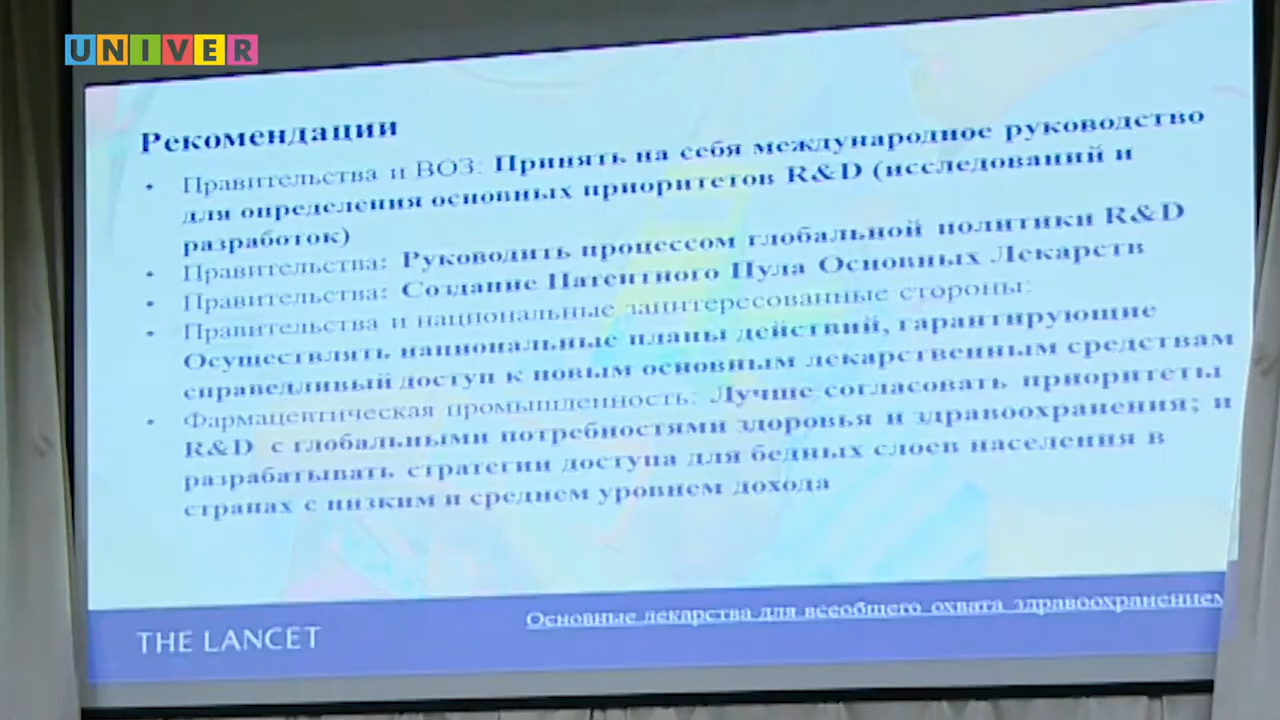 UNIVER
Рекомендации
• Правительства и ВОЗ: Принять на себя международное руководство
для определения основных приоритетов R&D (исследований и
разработок)
• Правительства: Руководить процессом глобальной политики R&D
• Правительства: Создание Патентного Пула Основных Лекарств
• Правительства и национальные заинтересованные стороны:
Осуществлять национальные планы действий, гарантирующие
справедливый доступ к новым основным лекарственным средствам
• Фармацевтическая промышленность: Лучше согласовать приоритеты
R&D с глобальными потребностями здоровья и здравоохранения; и
разрабатывать стратегии доступа для бедных слоев населения в
странах с низким и среднем уровнем дохода
Основные лекарства для всеобщего охвата здравоохранением
THE LANCET